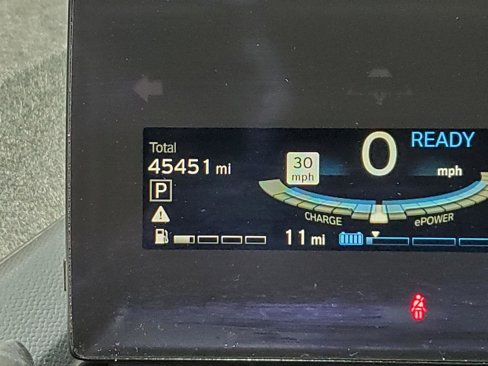 Total
READY
45451 mi
30
mph
0
mph
P
CHARGE
ePOWER
11 mi